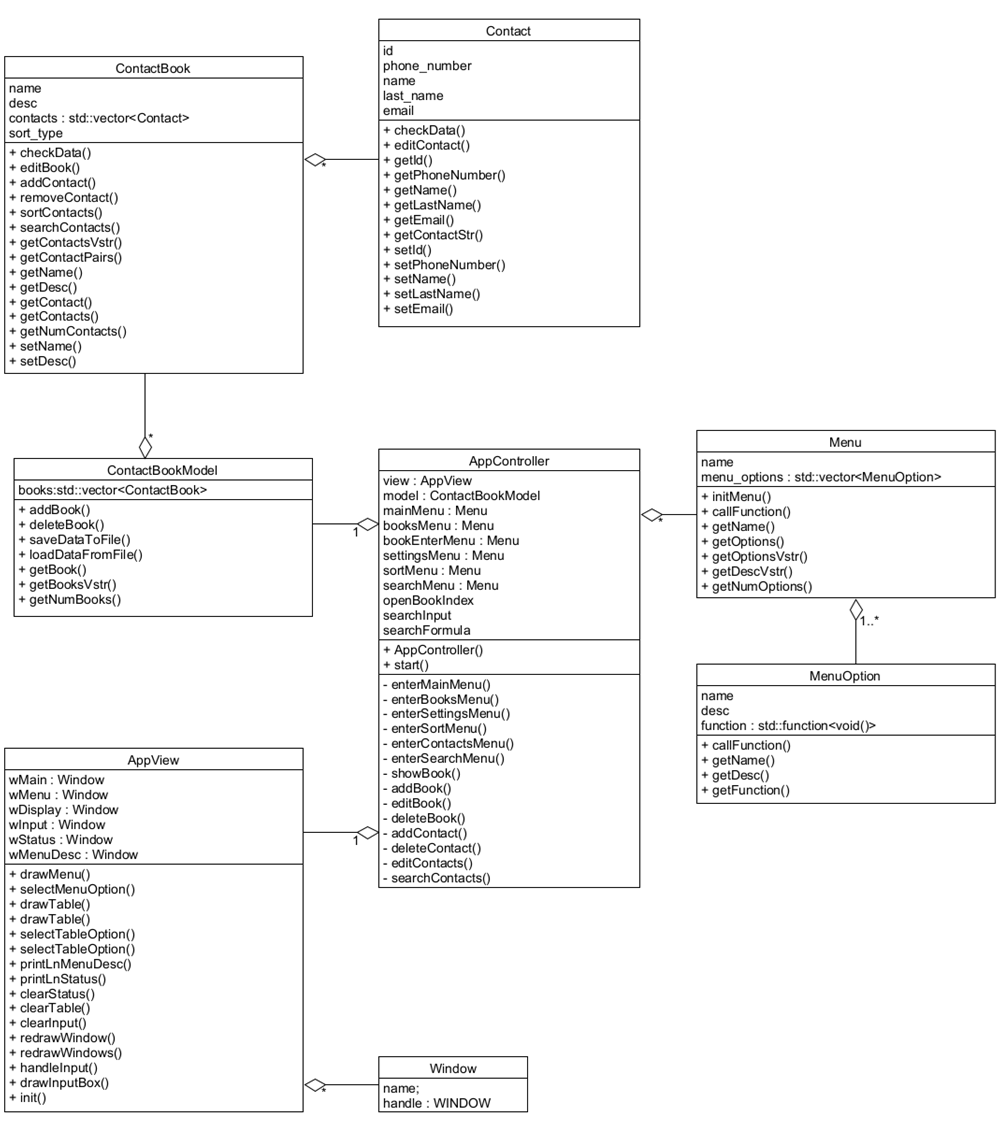 Contact
id
phone_number
name
last_name
email
+ checkData()
+ editContact()
+ getId()
+ getPhoneNumber()
+ getName()
+ getLastName()
+ getEmail()
+ getContactStr()
+ setId()
+ setPhoneNumber()
+ setName()
+ setLastName()
+ setEmail()
ContactBook
name
desc
contacts : std::vector<Contact>
sort_type
+ checkData()
+ editBook()
+ addContact()
+ removeContact()
+ sortContacts()
+ searchContacts()
+ getContactsVstr()
+ getContactPairs()
+ getName()
+ getDesc()
+ getContact()
+ getContacts()
+ getNumContacts()
+ setName()
+ setDesc()
*
*
ContactBookModel
books:std::vector<ContactBook>
+ addBook()
+ deleteBook()
+ saveDataToFile()
+ loadDataFromFile()
+ getBook()
+ getBooksVstr()
+ getNumBooks()
1
AppController
view : AppView
model : ContactBookModel
mainMenu : Menu
booksMenu : Menu
bookEnterMenu : Menu
settingsMenu : Menu
sortMenu : Menu
searchMenu : Menu
openBookIndex
searchInput
searchFormula
+ AppController()
+ start()
- enterMainMenu()
- enterBooksMenu()
- enterSettingsMenu()
- enterSortMenu()
- enterContactsMenu()
- enterSearchMenu()
- showBook()
- addBook()
- editBook()
- deleteBook()
- addContact()
- deleteContact()
- editContacts()
- searchContacts()
*
Menu
name
menu_options : std::vector<MenuOption>
+ initMenu()
+ callFunction()
+ getName()
+ getOptions()
+ getOptionsVstr()
+ getDescVstr()
+ getNumOptions()
1..*
MenuOption
name
desc
function : std::function<void()>
+ callFunction()
+ getName()
+ getDesc()
+ getFunction()
AppView
wMain : Window
wMenu : Window
wDisplay : Window
wInput : Window
wStatus : Window
wMenuDesc : Window
+ drawMenu()
+ selectMenuOption()
+ drawTable()
+ drawTable()
+ selectTableOption()
+ selectTableOption()
+ printLnMenuDesc()
+ printLnStatus()
+ clearStatus()
+ clearTable()
+ clearInput()
+ redrawWindow()
+ redrawWindows()
+ handleInput()
+ drawInputBox()
+ init()
1
*
Window
name;
handle : WINDOW